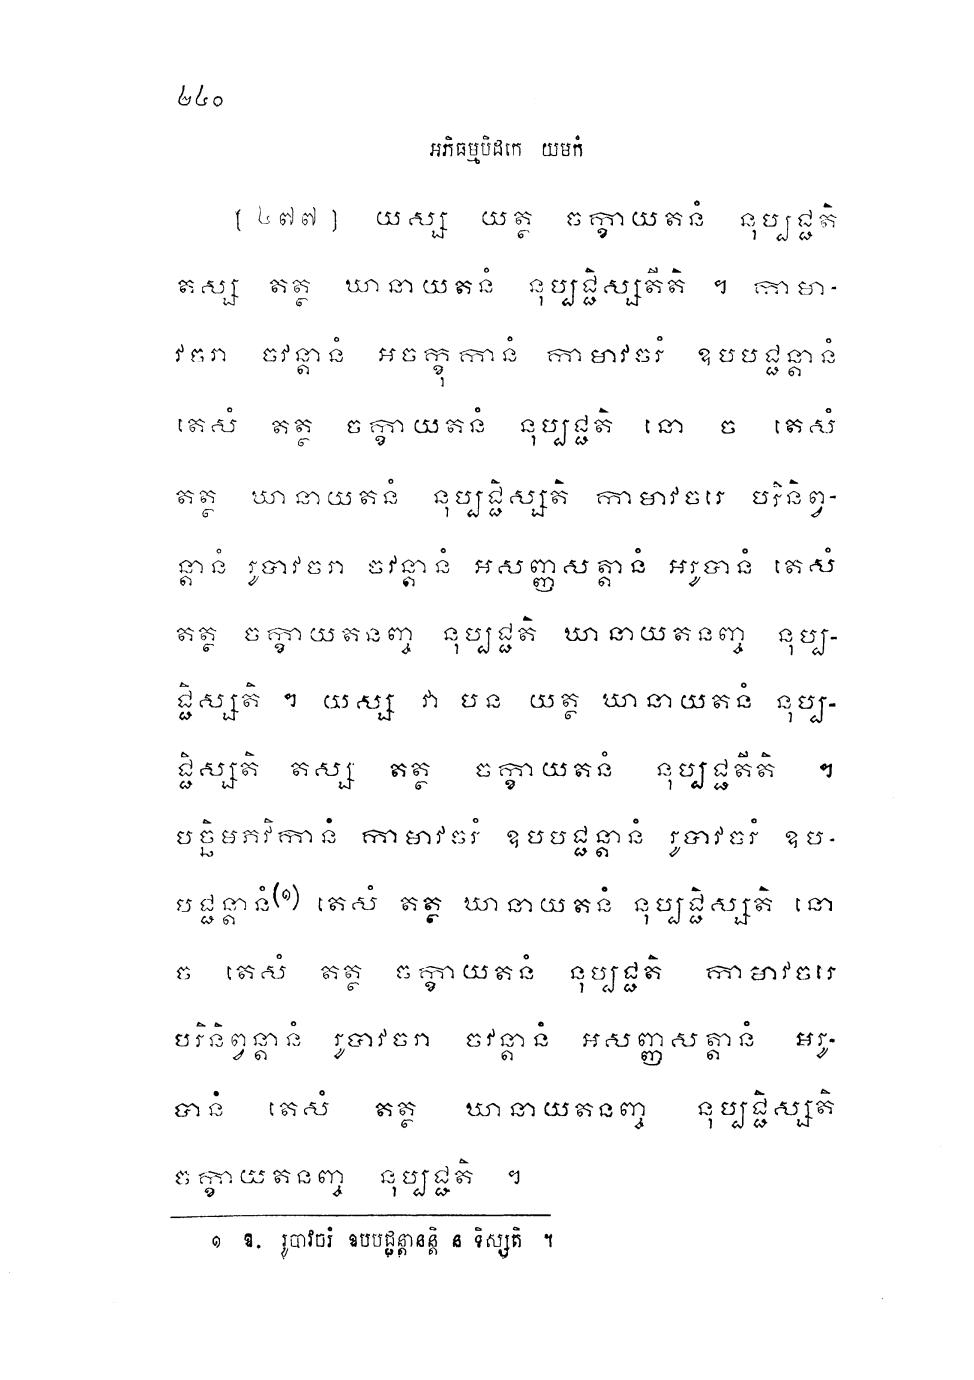 ២៤០
អភិធម្មបិដកេ យមកំ
[៤៧៧] យស្ស យត្ថ ចក្ខាយតនំ នុប្បជ្ជតិ
តស្ស តត្ថ ឃានាយតនំ នុប្បជ្ជិស្សតីតិ ។ កាមា-
វចរា ចវន្តានំ អចក្ខុកានំ កាមាវចរំ ឧបបជ្ជន្តានំ
តេសំ តត្ថ ចក្ខាយតនំ នុប្បជ្ជតិ នោ ច តេសំ
តត្ថ ឃានាយតនំ នុប្បជ្ជិស្សតិ កាមាវចរេ បរិនិព្វ-
ន្តានំ រូបាវចរា ចវន្តានំ អសញ្ញសត្តានំ អរូបានំ តេសំ
តត្ថ ចក្ខាយតនញ្ច នុប្បជ្ជតិ ឃានាយតនញ្ច នុប្ប-
ជ្ជិស្សតិ ។ យស្ស វា បន យត្ថ ឃានាយតនំ នុប្ប-
ជ្ជិស្សតិ តស្ស តត្ថ ចក្ខាយតនំ នុប្បជ្ជតីតិ ។
បច្ឆិមភវិកានំ កាមាវចរំ ឧបបជ្ជន្តានំ រូបាវចរំ ឧប-
បជ្ជន្តានំ(១) តេសំ តត្ថ ឃានាយតនំ នុប្បជ្ជិស្សតិ នោ
ច តេសំ តត្ថ ចក្ខាយតនំ នុប្បជ្ជតិ កាមាវចរេ
បរិនិព្វន្តានំ រូបាវចរា ចវន្តានំ អសញ្ញសត្តានំ អរូ-
បានំ តេសំ តត្ថ ឃានាយតនញ្ច នុប្បជ្ជិស្សតិ
ចក្ខាយតនញ្ច នុប្បជ្ជតិ ។
១ ឱ. រូបាវចរំ ឧបបជ្ជន្តានន្តិ ន ទិស្សតិ ។